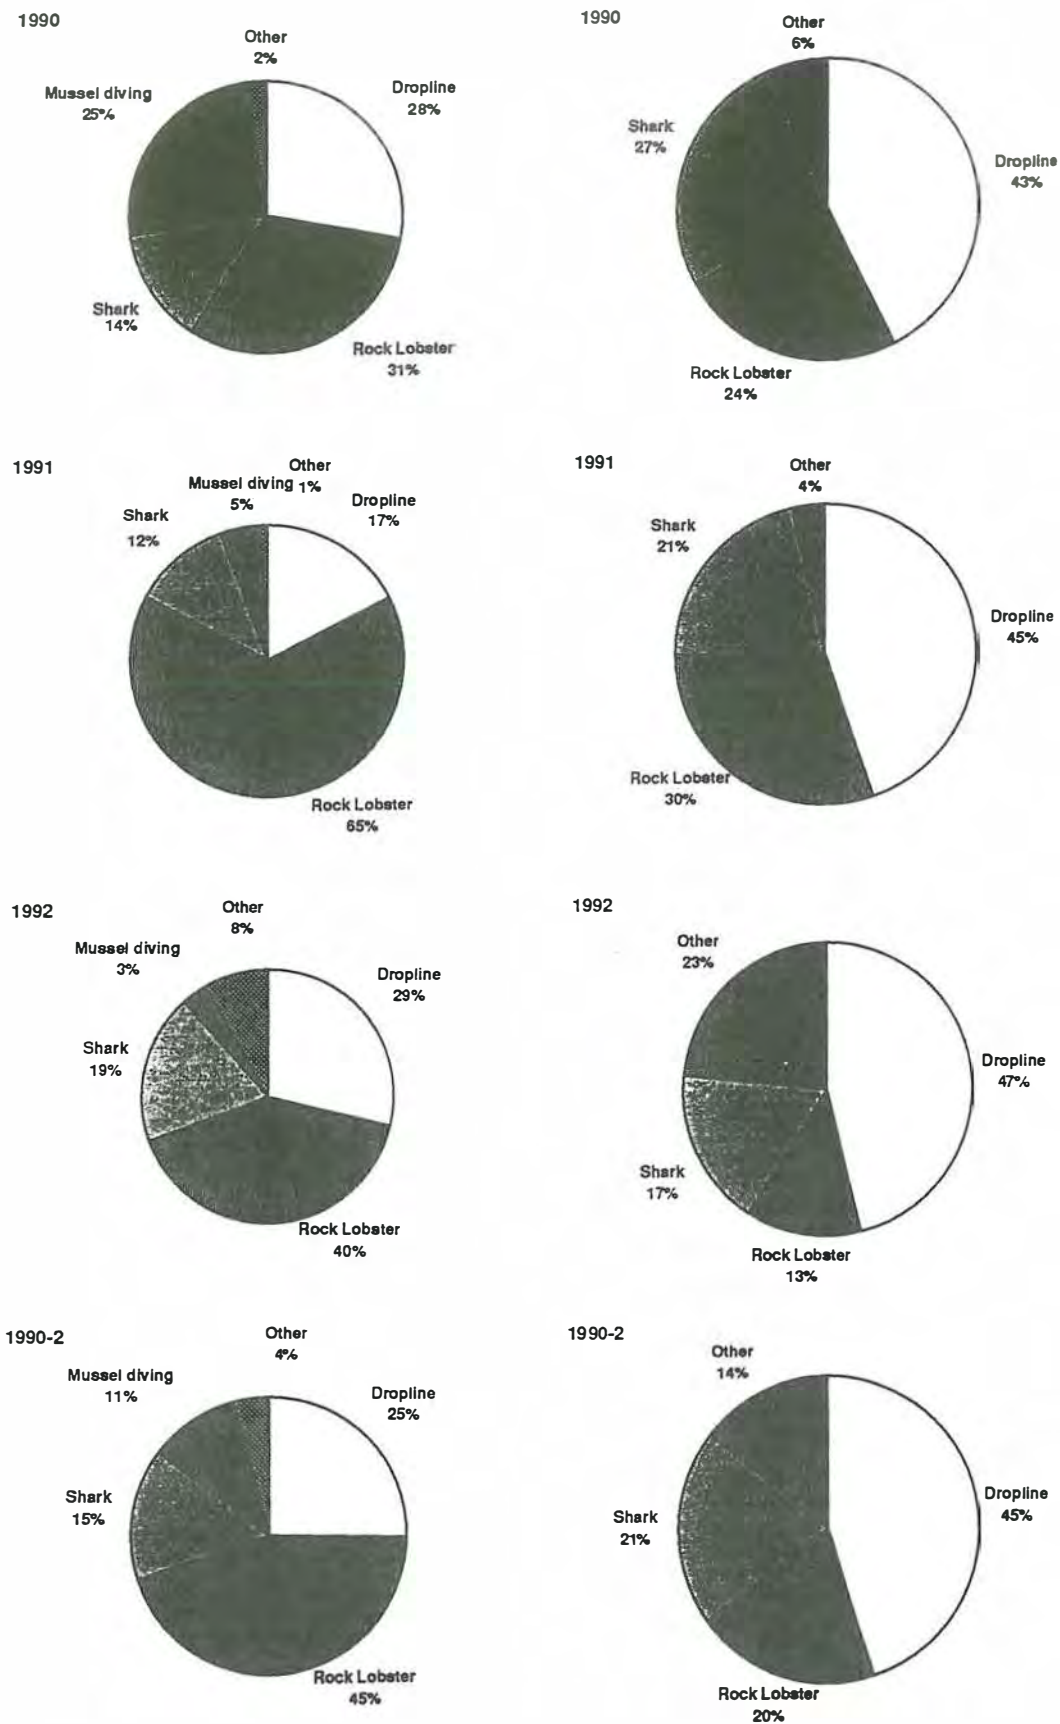 1990
Other
2%
Dropline
28%
Mussel diving
25%
Shark
14%
Rock Lobster
31%
1990
Other
6%
Shark
27%
Dropline
43%
Rock Lobster
24%
1991
Other
Mussel diving 1%
5%
Dropline
17%
Shark
12%
Rock Lobster
65%
1991
Other
4%
Shark
21%
Dropline
45%
Rock Lobster
30%
1992
Other
8%
Mussel diving
3%
Dropline
29%
Shark
19%
Rock Lobster
40%
1992
Other
23%
Dropline
47%
Shark
17%
Rock Lobster
13%
1990-2
Other
4%
Mussel diving
11%
Dropline
25%
Shark
15%
Rock Lobster
45%
1990-2
Other
14%
Dropline
45%
Shark
21%
Rock Lobster
20%